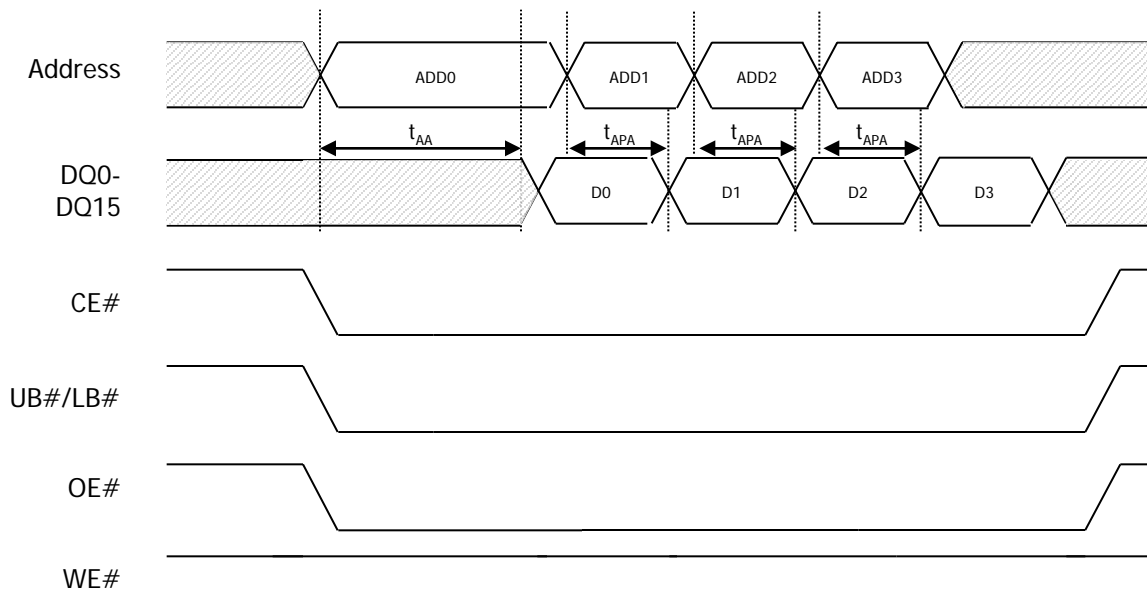 Address
ADD0 ADD1 ADD2 ADD3
tAA tAPA tAPA tAPA
DQ0-
DQ15
D0 D1 D2 D3
CE#
UB#/LB#
OE#
WE#